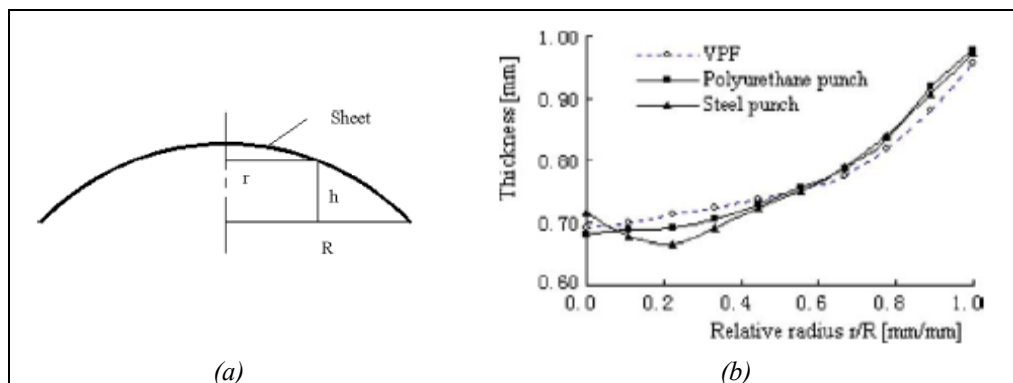 Sheet
r
h
R
(a)
Thickness [mm]
1.00
0.90
0.80
0.70
0.60
VPF
Polyurethane punch
Steel punch
0.0 0.2 0.4 0.6 0.8 1.0
Relative radius r/R [mm/mm]
(b)